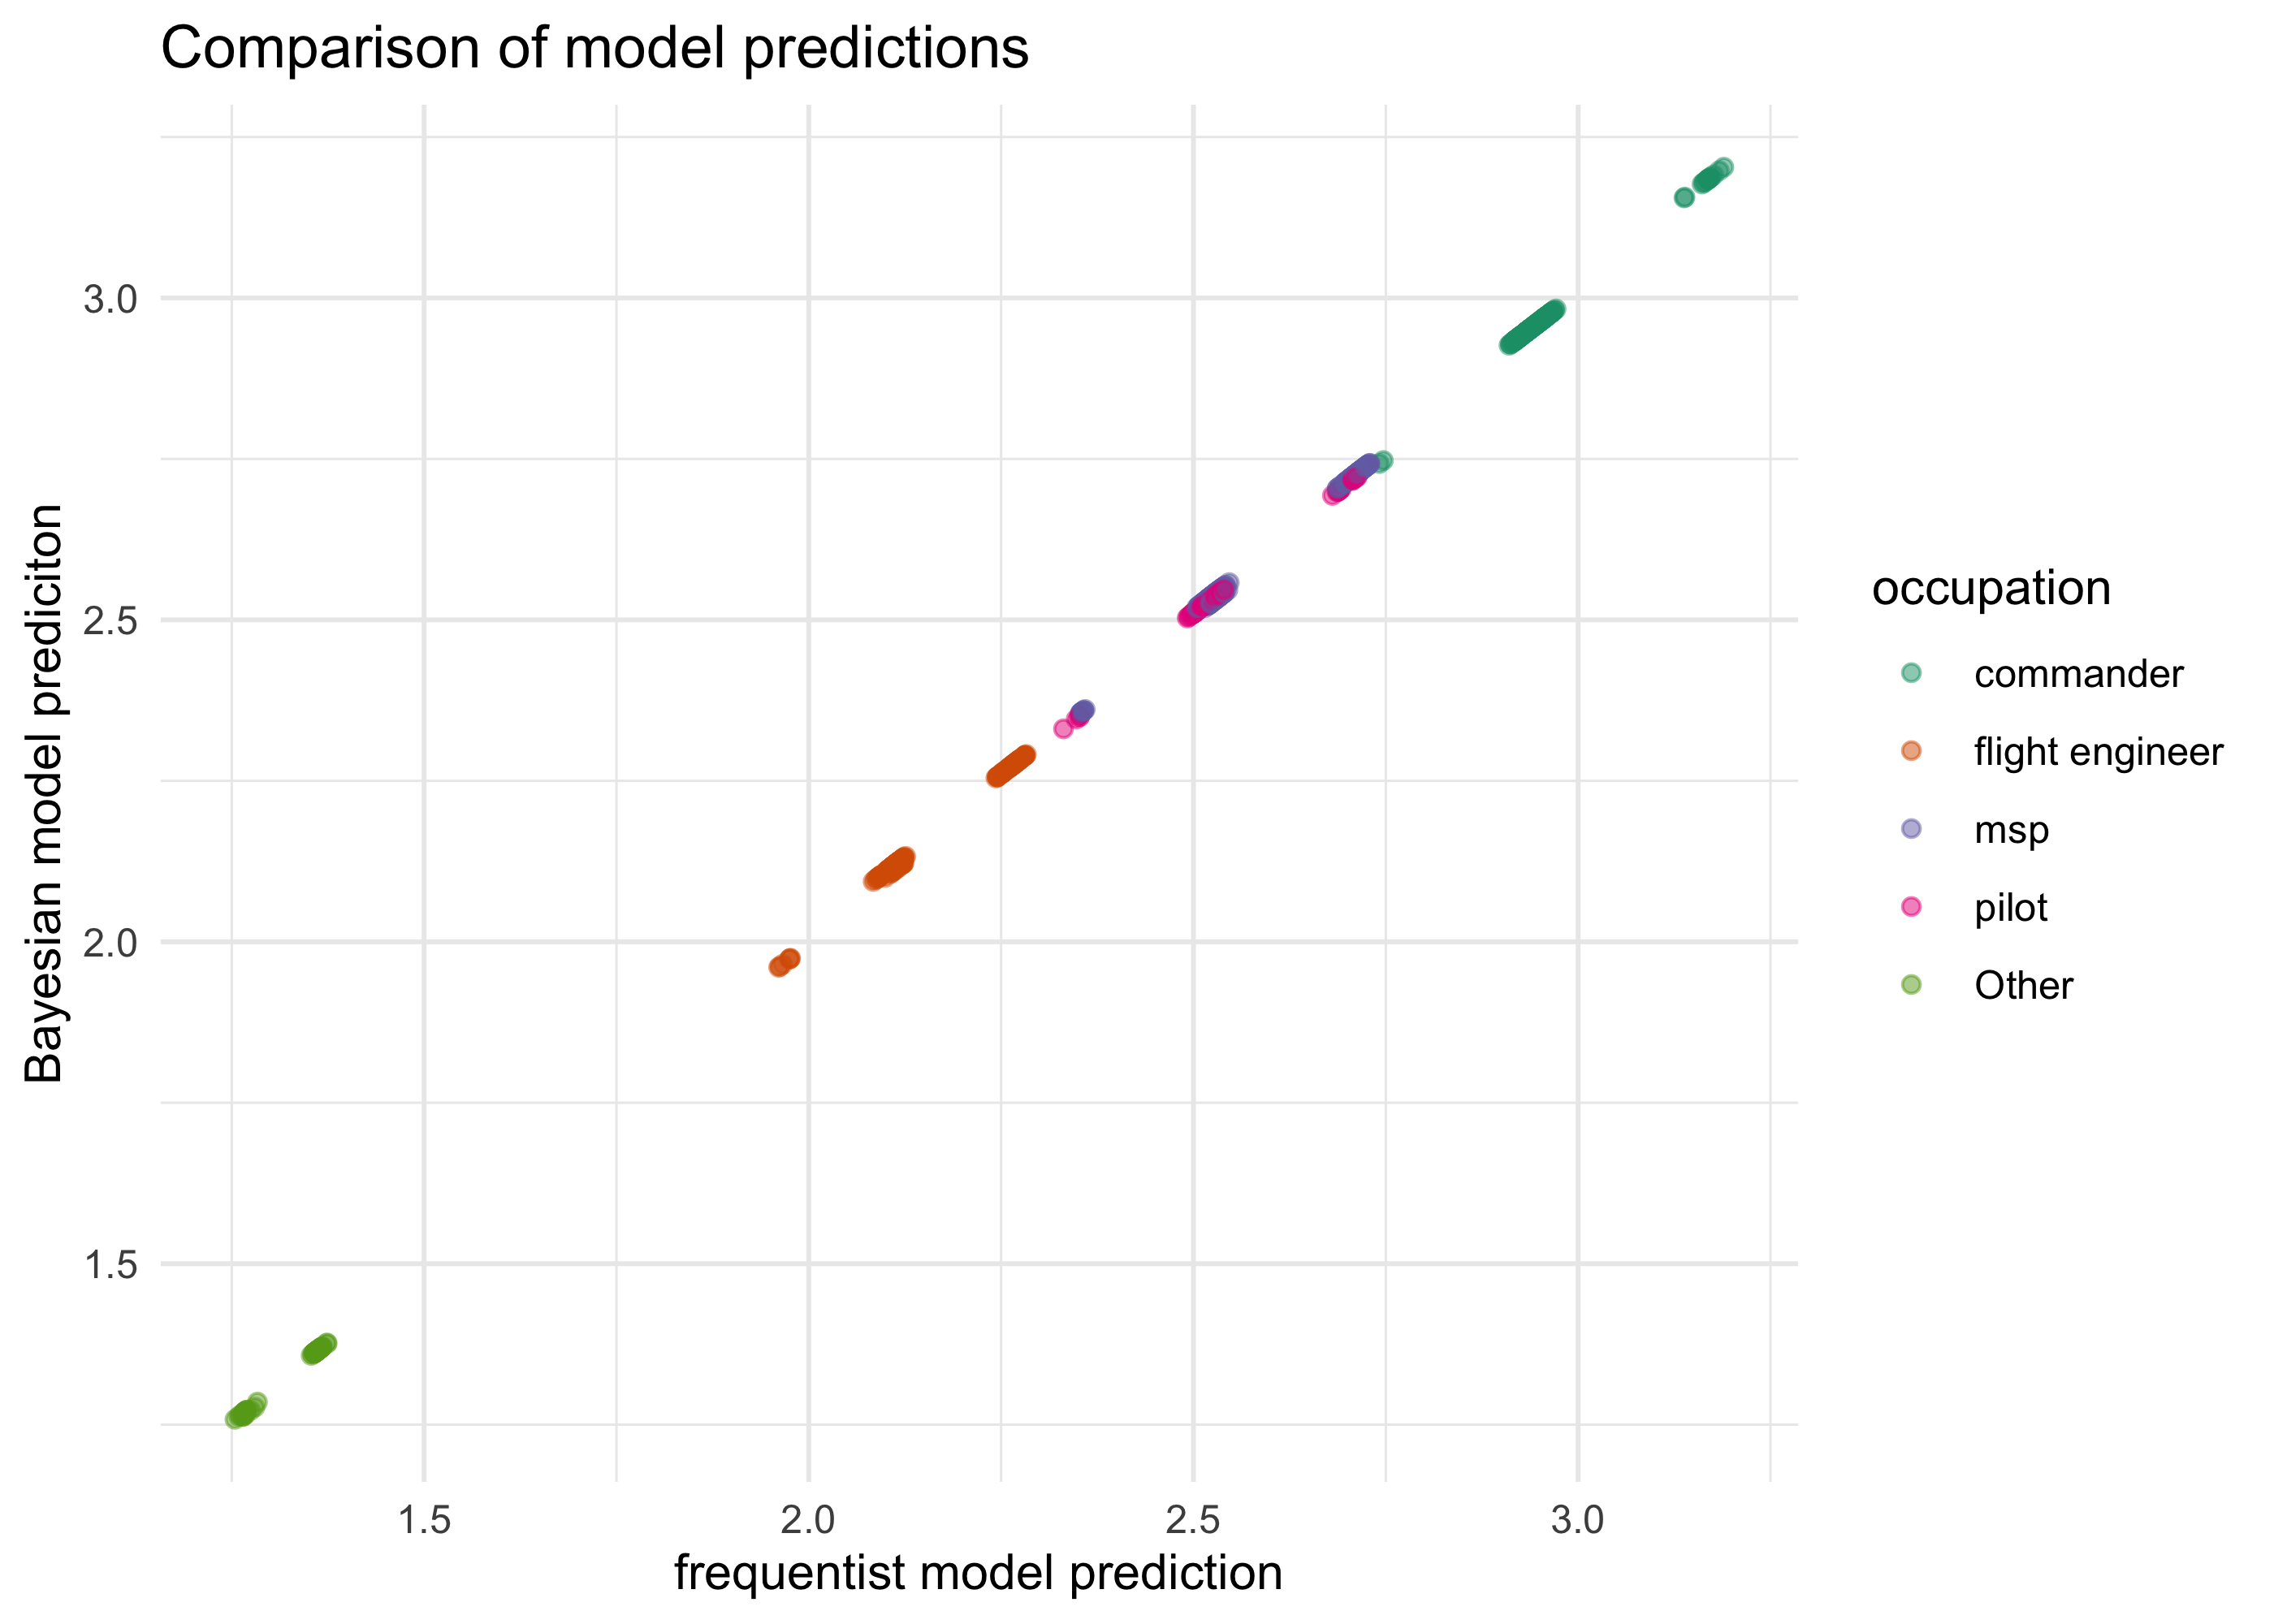 Comparison of model predictions
Bayesian model prediciton
3.0
2.5
2.0
1.5
1.5
2.0
2.5
3.0
frequentist model prediction
occupation
commander
flight engineer
msp
pilot
Other